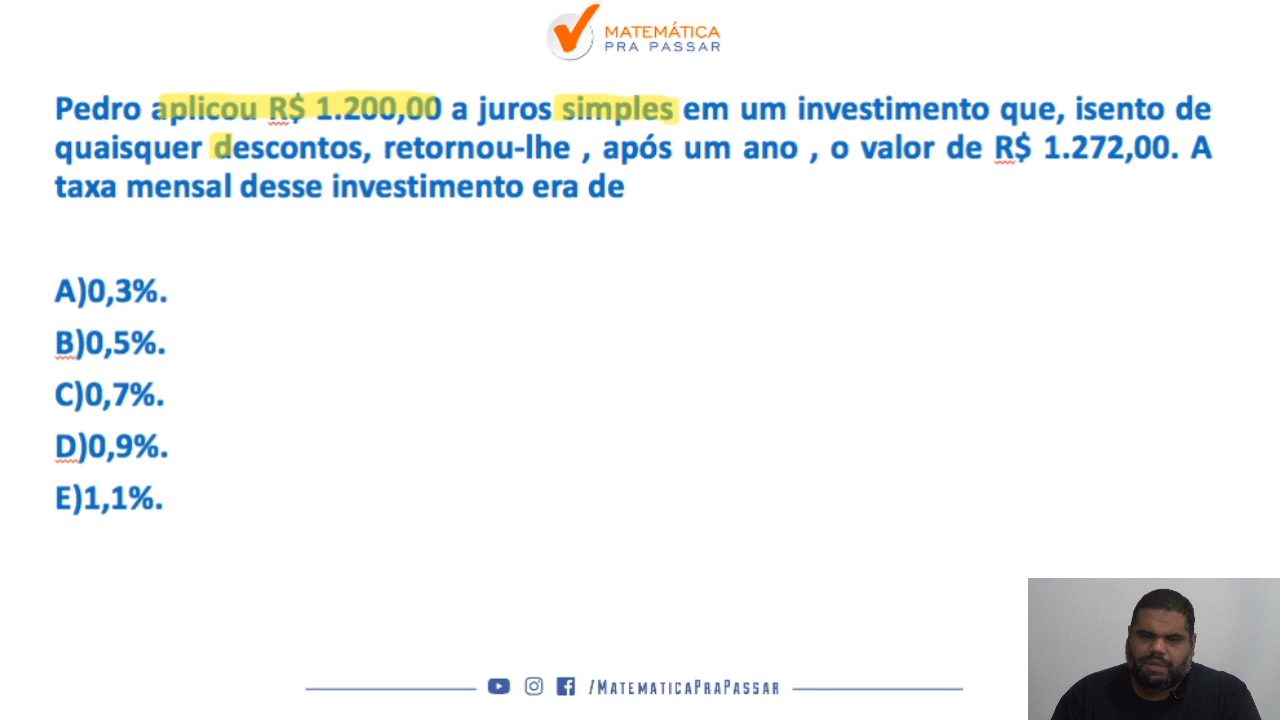 MATEMÁTICA
PRA PASSAR
Pedro aplicou R$ 1.200,00 a juros simples em um investimento que, isento de
quaisquer descontos, retornou-lhe , após um ano , o valor de R$ 1.272,00. A
taxa mensal desse investimento era de
A)0,3%.
B)0,5%.
C)0,7%.
D)0,9%.
E)1,1%.
/MATEMATICAPRAPASSAR